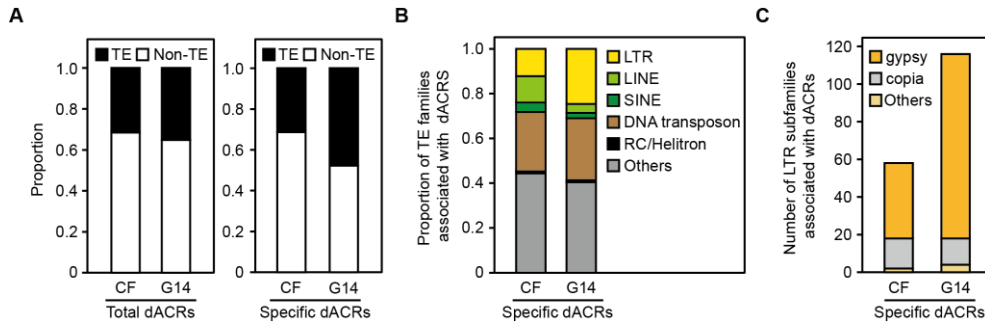 A
TE Non-TE
TE Non-TE
Proportion
1.0
0.8
0.6
0.4
0.2
0
CF G14
Total dACRs
1.0
0.8
0.6
0.4
0.2
0
CF G14
Specific dACRs
B
Proportion of TE families
associated with dACRS
1.0
0.8
0.6
0.4
0.2
0
LTR
LINE
SINE
DNA transposon
RC/Helitron
Others
CF G14
Specific dACRs
C
Number of LTR subfamilies
associated with dACRs
120
100
80
60
40
20
0
gypsy
copia
Others
CF G14
Specific dACRs